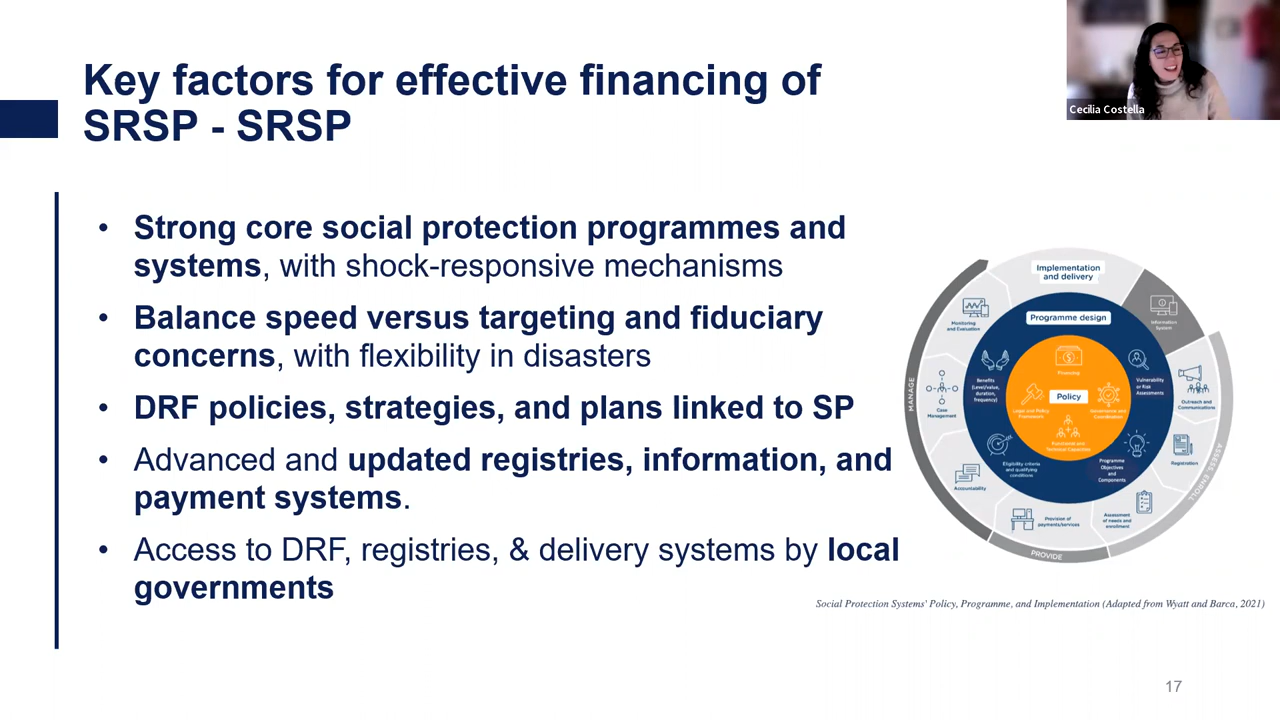 Key factors for effective financing of
SRSP - SRSP
Cecilia Costella
• Strong core social protection programmes and
systems, with shock-responsive mechanisms
• Balance speed versus targeting and fiduciary
concerns, with flexibility in disasters
• DRF policies, strategies, and plans linked to SP
• Advanced and updated registries, information, and
payment systems.
• Access to DRF, registries, & delivery systems by local
governments
Implementation
and delivery
Information
System
Monitoring
and Evaluation
Programme design
Financing
Benefits
(Level/value,
duration,
frequency)
Vulnerability
or Risk
Assessments
Outreach and
Communications
MANAGE
Case
Management
Policy
Legal and Policy
Framework
Governance and
Coordination
Functional and
Technical Capacities
Eligibility criteria
and qualifying
conditions
Programme
Objectives
and
Components
Registration
ASSESS, ENROLL
Accountability
Provision of
payments/services
Assessment
of needs and
enrollment
PROVIDE
Social Protection Systems' Policy, Programme, and Implementation (Adapted from Wyatt and Barca, 2021)
17